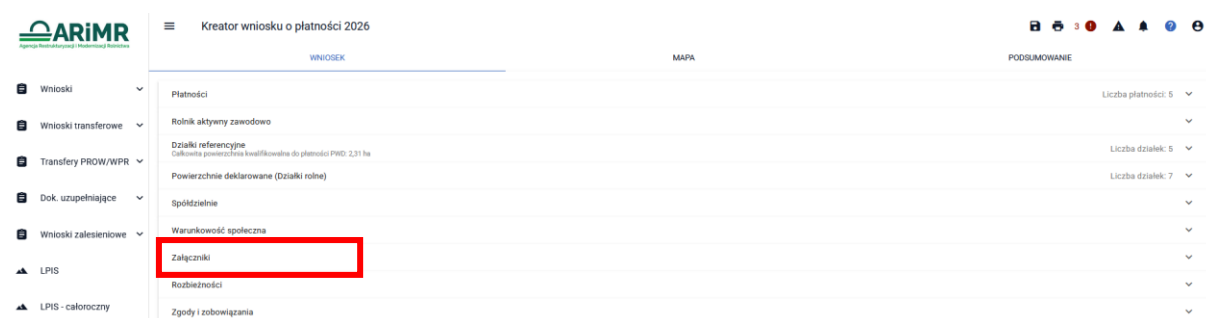 ARiMR
Agencja Restrukturyzacji i Modernizacji Rolnictwa
Kreator wniosku o płatności 2026
3
WNIOSEK
MAPA
PODSUMOWANIE
Wnioski
Wnioski transferowe
Transfery PROW/WPR
Dok. uzupełniające
Wnioski zalesieniowe
LPIS
LPIS - całoroczny
Płatności
Liczba płatności: 5
Rolnik aktywny zawodowo
Działki referencyjne
Całkowita powierzchnia kwalifikowalna do płatności PWD: 2,31 ha
Liczba działek: 5
Powierzchnie deklarowane (Działki rolne)
Liczba działek: 7
Spółdzielnie
Warunkowość społeczna
Załączniki
Rozbieżności
Zgody i zobowiązania